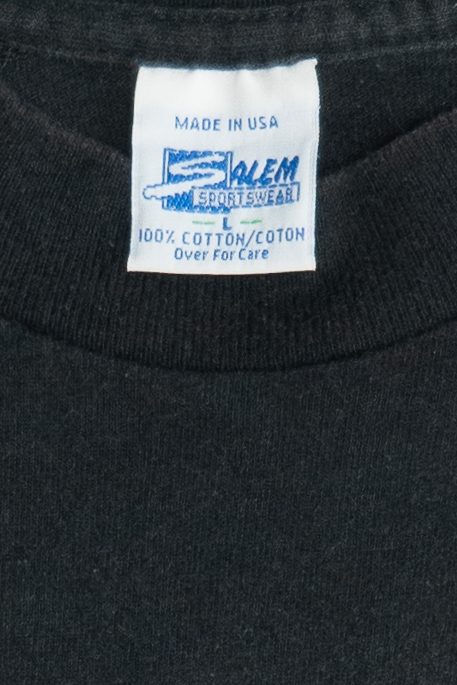 MADE IN USA
SALEM
SPORTSWEAR
L
100% COTTON/COTON
Over For Care